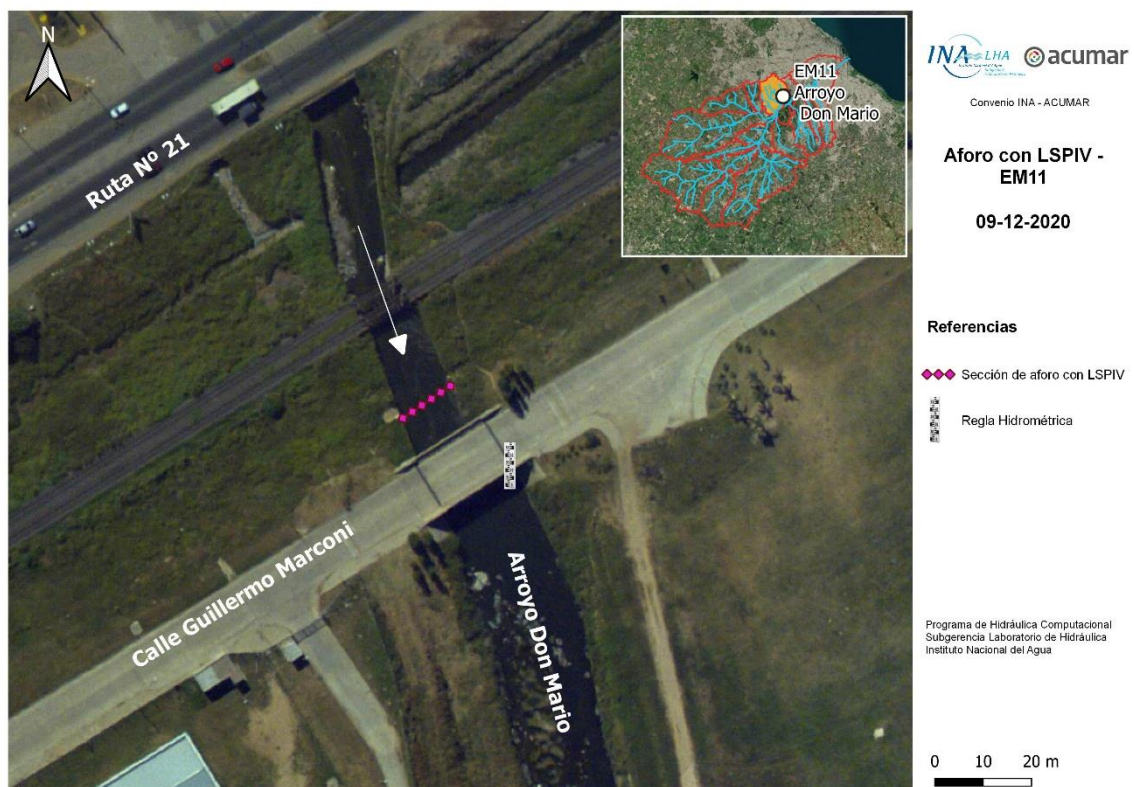 N
Ruta Nº 21
Calle Guillermo Marconi
Arroyo Don Mario
EM11
Arroyo
Don Mario
INA LHA
acumar
Convenio INA - ACUMAR
Aforo con LSPIV -
EM11
09-12-2020
Referencias
Sección de aforo con LSPIV
Regla Hidrométrica
Programa de Hidráulica Computacional
Subgerencia Laboratorio de Hidráulica
Instituto Nacional del Agua
0 10 20 m